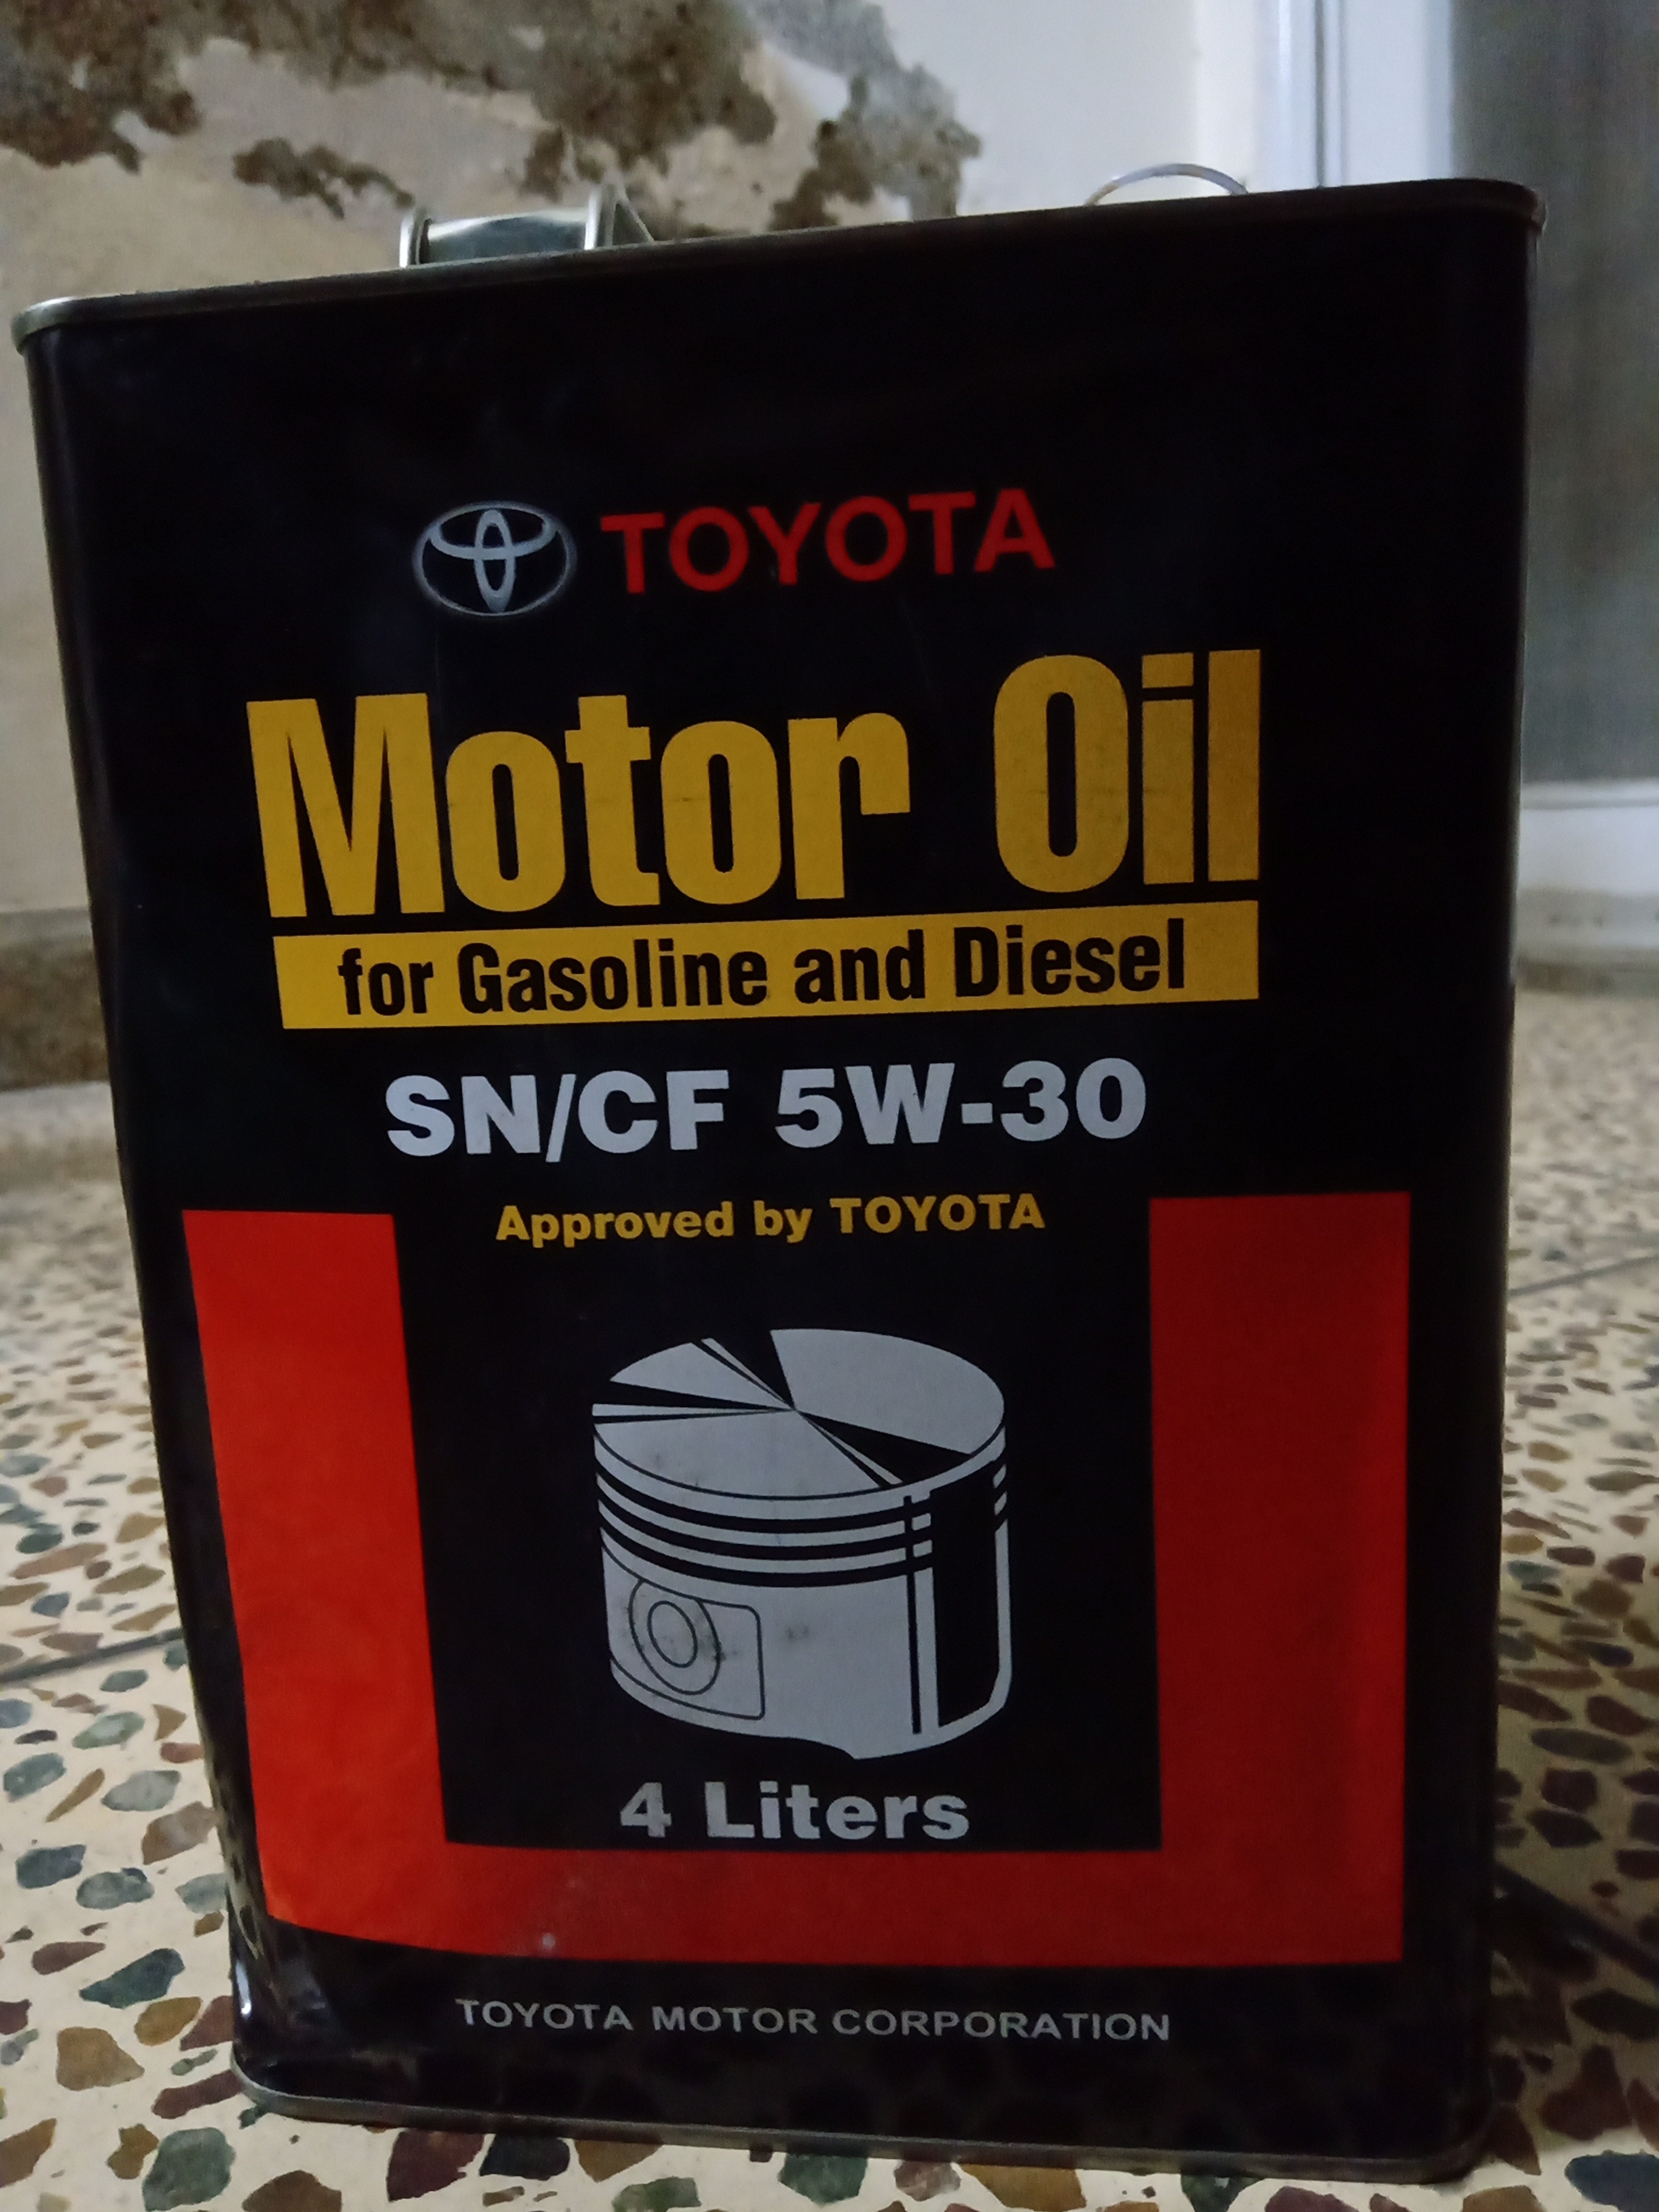 TOYOTA
Motor Oil
for Gasoline and Diesel
SN/CF 5W-30
Approved by TOYOTA
4 Liters
TOYOTA MOTOR CORPORATION